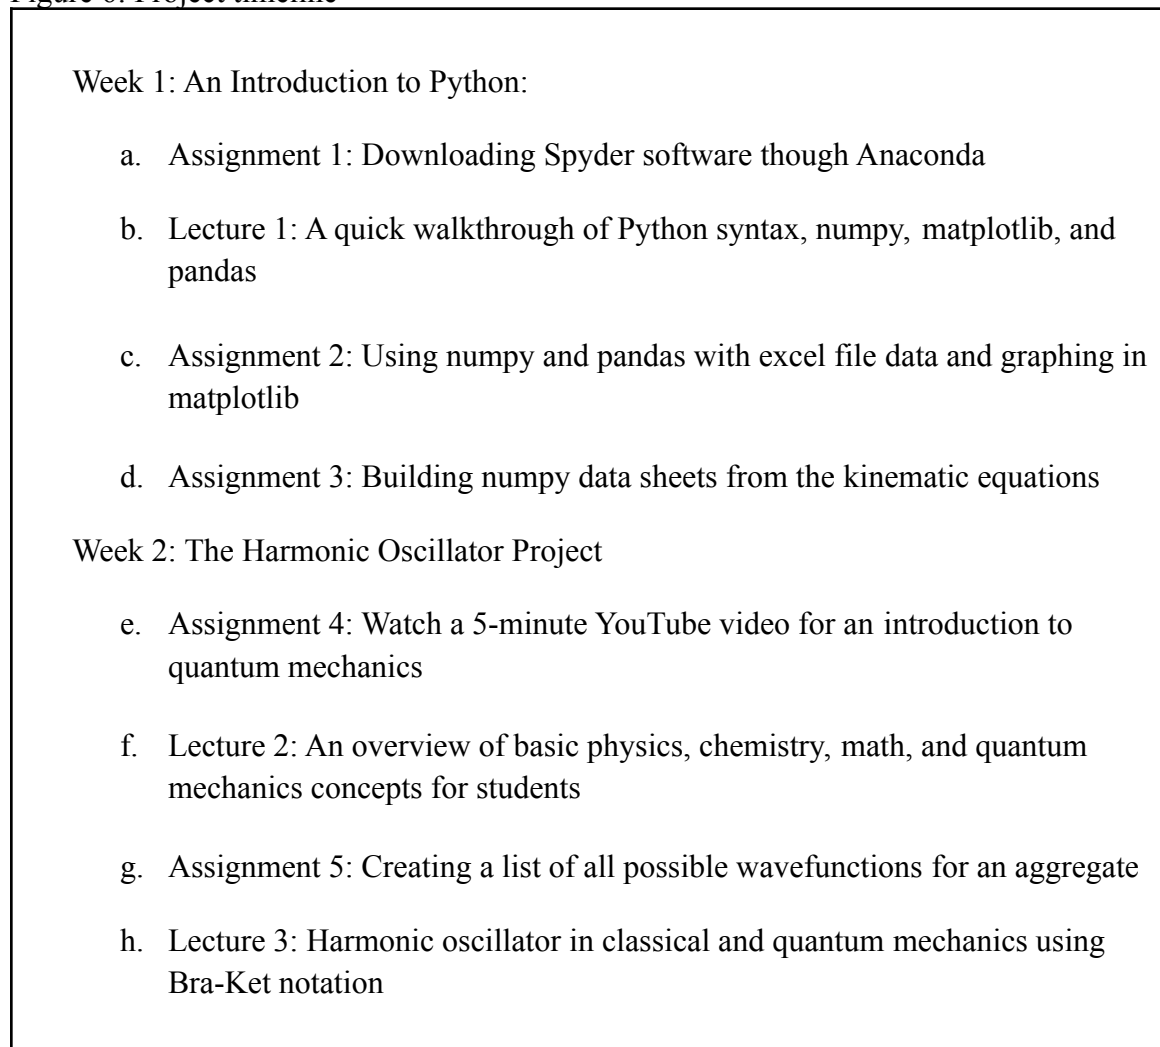 Figure 6: Project timeline
Week 1: An Introduction to Python:
a. Assignment 1: Downloading Spyder software though Anaconda
b. Lecture 1: A quick walkthrough of Python syntax, numpy, matplotlib, and
pandas
c. Assignment 2: Using numpy and pandas with excel file data and graphing in
matplotlib
d. Assignment 3: Building numpy data sheets from the kinematic equations
Week 2: The Harmonic Oscillator Project
e. Assignment 4: Watch a 5-minute YouTube video for an introduction to
quantum mechanics
f. Lecture 2: An overview of basic physics, chemistry, math, and quantum
mechanics concepts for students
g. Assignment 5: Creating a list of all possible wavefunctions for an aggregate
h. Lecture 3: Harmonic oscillator in classical and quantum mechanics using
Bra-Ket notation